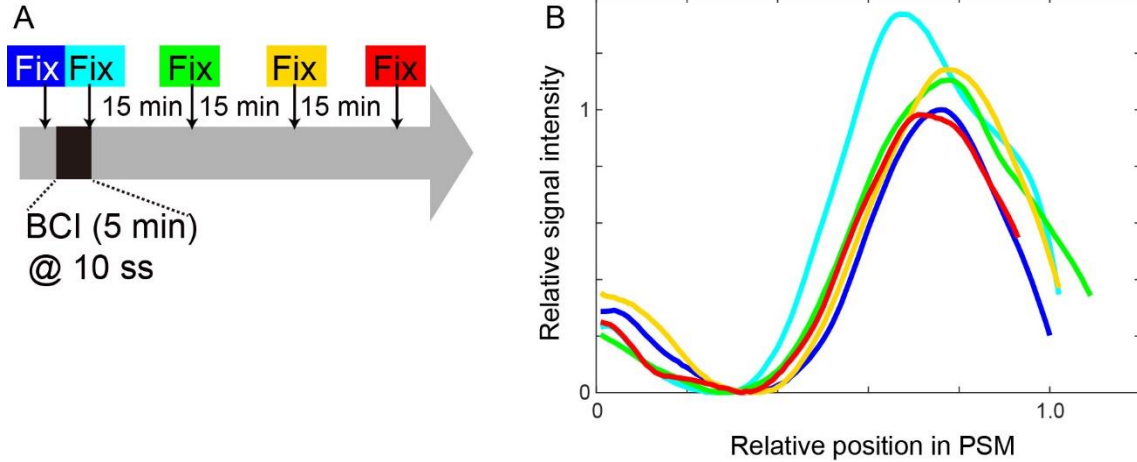 A
Fix Fix Fix Fix Fix
15 min 15 min 15 min
BCI (5 min)
@ 10 ss
B
Relative signal intensity
1
0
0 1.0
Relative position in PSM